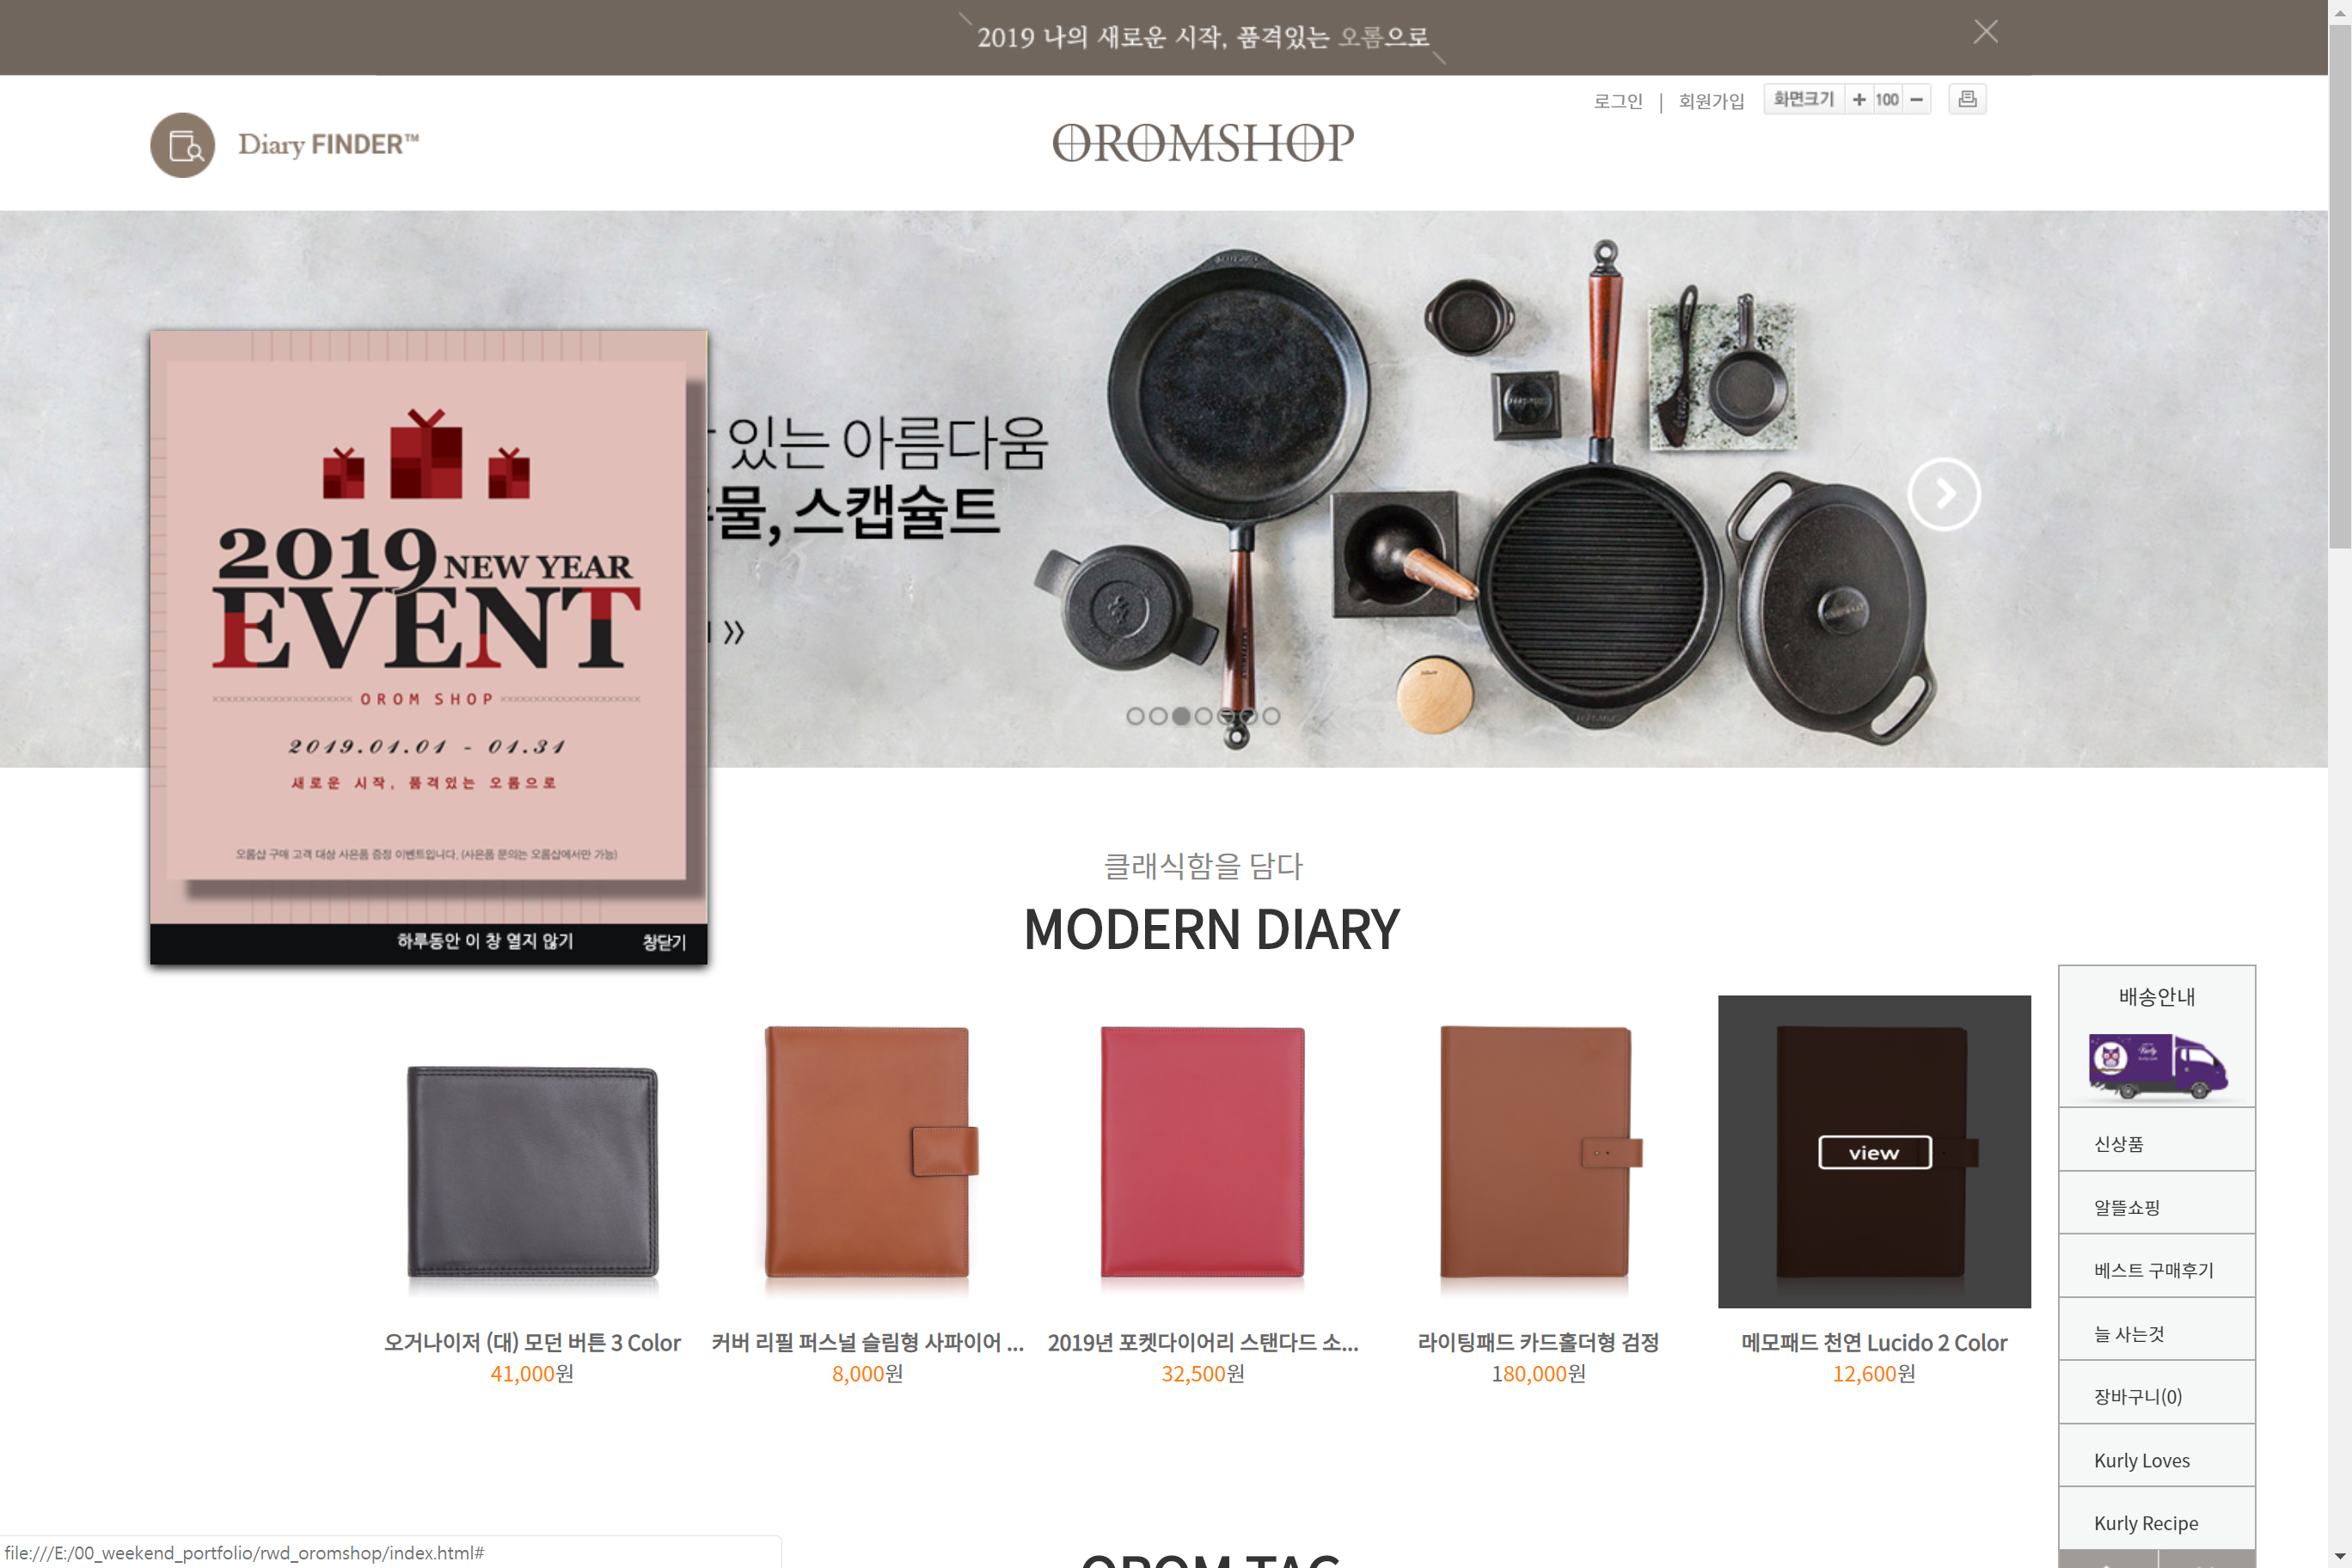 2019 나의 새로운 시작, 품격있는 오롬으로
로그인 | 회원가입
화면크기 + 100 −
Diary FINDER™
OROMSHOP
있는 아름다움
물, 스캡슐트
2019 NEW YEAR
EVENT
OROM SHOP
2019.01.01 - 01.31
새로운 시작, 품격있는 오롬으로
오롬샵 구매 고객 대상 사은품 증정 이벤트입니다. (사은품 문의는 오롬샵에서만 가능)
하루동안 이 창 열지 않기 창닫기
클래식함을 담다
MODERN DIARY
view
오거나이저 (대) 모던 버튼 3 Color
41,000원
커버 리필 퍼스널 슬림형 사파이어 ...
8,000원
2019년 포켓다이어리 스탠다드 소...
32,500원
라이팅패드 카드홀더형 검정
180,000원
메모패드 천연 Lucido 2 Color
12,600원
배송안내
Kurly
신상품
알뜰쇼핑
베스트 구매후기
늘 사는것
장바구니(0)
Kurly Loves
Kurly Recipe
OROM TAG
file:///E:/00_weekend_portfolio/rwd_oromshop/index.html#